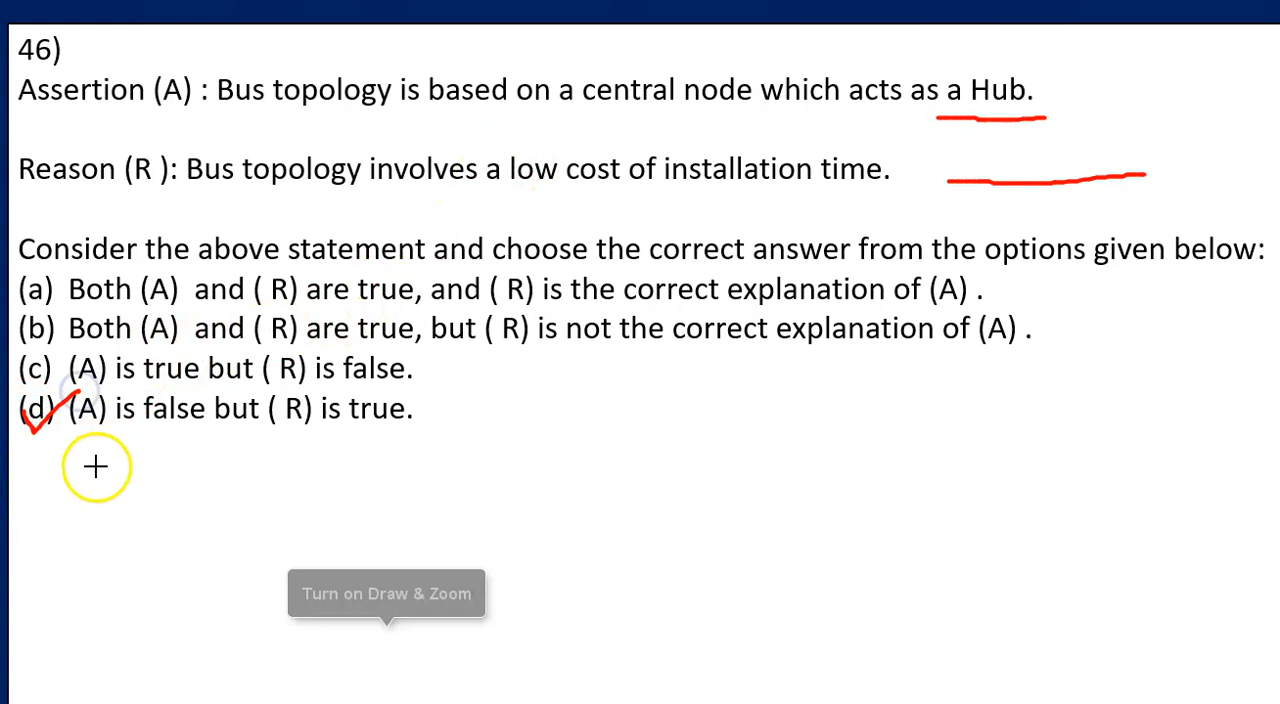 46)
Assertion (A) : Bus topology is based on a central node which acts as a Hub.
Reason (R ): Bus topology involves a low cost of installation time.
Consider the above statement and choose the correct answer from the options given below:
(a) Both (A) and ( R) are true, and ( R) is the correct explanation of (A) .
(b) Both (A) and ( R) are true, but ( R) is not the correct explanation of (A) .
(c) (A) is true but ( R) is false.
(d) (A) is false but ( R) is true.
Turn on Draw & Zoom